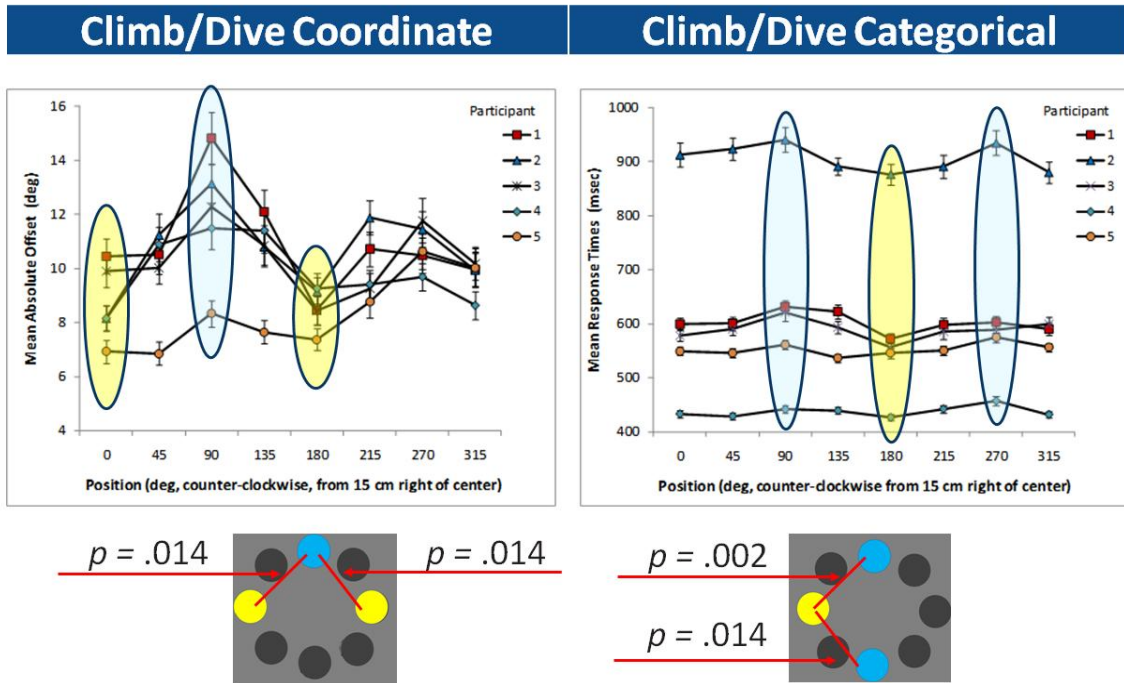 Climb/Dive Coordinate
Mean Absolute Offset (deg)
16
14
12
10
8
6
4
Participant
1
2
3
4
5
0 45 90 135 180 215 270 315
Position (deg, counter-clockwise, from 15 cm right of center)
p = .014
p = .014
Climb/Dive Categorical
Mean Response Times (msec)
1000
900
800
700
600
500
400
Participant
1
2
3
4
5
0 45 90 135 180 215 270 315
Position (deg, counter-clockwise from 15 cm right of center)
p = .002
p = .014